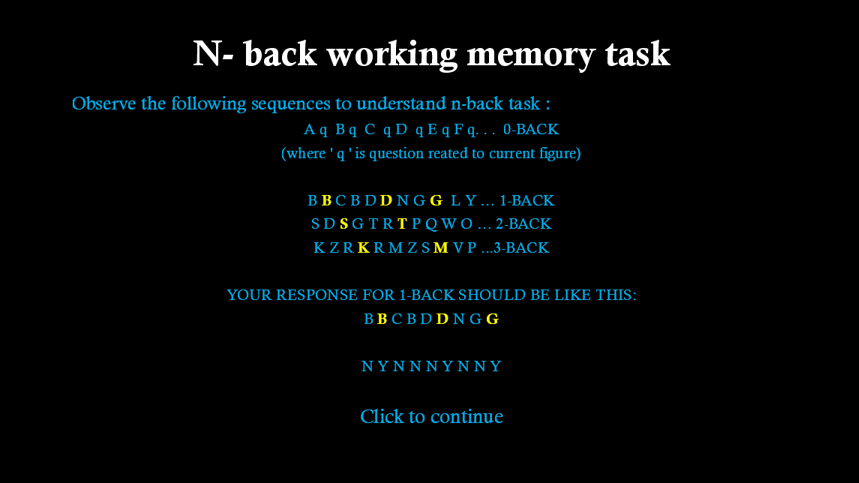 N- back working memory task
Observe the following sequences to understand n-back task :
A q B q C q D q E q F q. . . 0-BACK
(where ' q ' is question reated to current figure)
B B C B D D N G G L Y ... 1-BACK
S D S G T R T P Q W O ... 2-BACK
K Z R K R M Z S M V P ...3-BACK
YOUR RESPONSE FOR 1-BACK SHOULD BE LIKE THIS:
B B C B D D N G G
N Y N N N Y N N Y
Click to continue